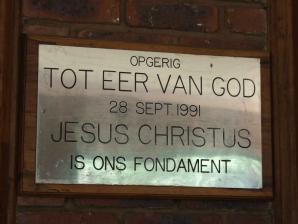 OPGERIG
TOT EER VAN GOD
28 SEPT.1991
JESUS CHRISTUS
IS ONS FONDAMENT